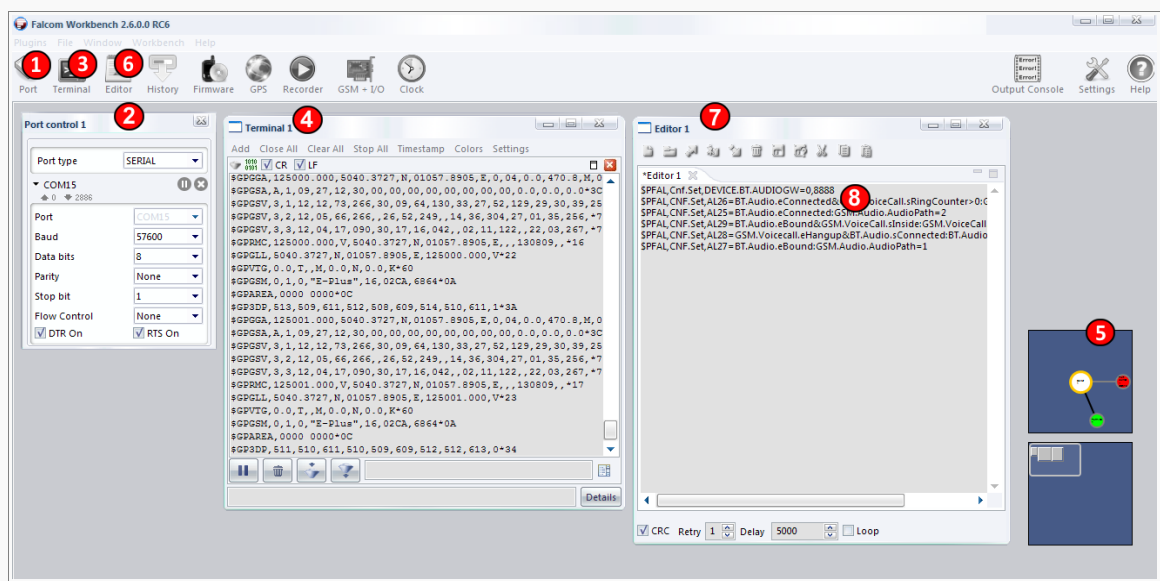 Falcom Workbench 2.6.0.0 RC6
Plugins File Window Workbench Help
1 3 6
Port Terminal Editor History Firmware GPS Recorder GSM + I/O Clock
Error!
Error!
Error!
Output Console Settings Help
Port control 1
2
Port type SERIAL
COM15
0 2886
Port COM15
Baud 57600
Data bits 8
Parity None
Stop bit 1
Flow Control None
DTR On RTS On
Terminal 1
4
Add Close All Clear All Stop All Timestamp Colors Settings
1010
0101
CR LF
$GPGGA,125000.000,5040.3727,N,01057.8905,E,0,04,0.0,470.8,M,0
$GPGSA,A,1,09,27,12,30,00,00,00,00,00,00,00,00,0.0,0.0,0.0*3C
$GPGSV,3,1,12,12,73,266,30,09,64,130,33,27,52,129,29,30,39,25
$GPGSV,3,2,12,05,66,266,,26,52,249,,14,36,304,27,01,35,256,*7
$GPGSV,3,3,12,04,17,090,30,17,16,042,,02,11,122,,22,03,267,*7
$GPRMC,125000.000,V,5040.3727,N,01057.8905,E,,,130809,,*16
$GPGLL,5040.3727,N,01057.8905,E,125000.000,V*22
$GPVTG,0.0,T,,M,0.0,N,0.0,K*60
$GPGSM,0,1,0,"E-Plus",16,02CA,6864*0A
$GPAREA,0000 0000*0C
$GP3DP,513,509,611,512,508,609,514,510,611,1*3A
$GPGGA,125001.000,5040.3727,N,01057.8905,E,0,04,0.0,470.8,M,0
$GPGSA,A,1,09,27,12,30,00,00,00,00,00,00,00,00,0.0,0.0,0.0*3C
$GPGSV,3,1,12,12,73,266,30,09,64,130,33,27,52,129,29,30,39,25
$GPGSV,3,2,12,05,66,266,,26,52,249,,14,36,304,27,01,35,256,*7
$GPGSV,3,3,12,04,17,090,30,17,16,042,,02,11,122,,22,03,267,*7
$GPRMC,125001.000,V,5040.3727,N,01057.8905,E,,,130809,,*17
$GPGLL,5040.3727,N,01057.8905,E,125001.000,V*23
$GPVTG,0.0,T,,M,0.0,N,0.0,K*60
$GPGSM,0,1,0,"E-Plus",16,02CA,6864*0A
$GPAREA,0000 0000*0C
$GP3DP,511,510,611,510,509,609,512,512,613,0*34
Details
Editor 1
7
*Editor 1
8
$PFAL,Cnf.Set,DEVICE.BT.AUDIOGW=0,8888
$PFAL,CNF.Set,AL26=BT.Audio.eConnected& VoiceCall.sRingCounter>0:G
$PFAL,CNF.Set,AL25=BT.Audio.eConnected:GSM.Audio.AudioPath=2
$PFAL,CNF.Set,AL29=BT.Audio.eBound&GSM.VoiceCall.sInside:GSM.VoiceCall
$PFAL,CNF.Set,AL28=GSM.Voicecall.eHangup&BT.Audio.sConnected:BT.Audio
$PFAL,CNF.Set,AL27=BT.Audio.eBound:GSM.Audio.AudioPath=1
CRC Retry 1 Delay 5000 Loop
5